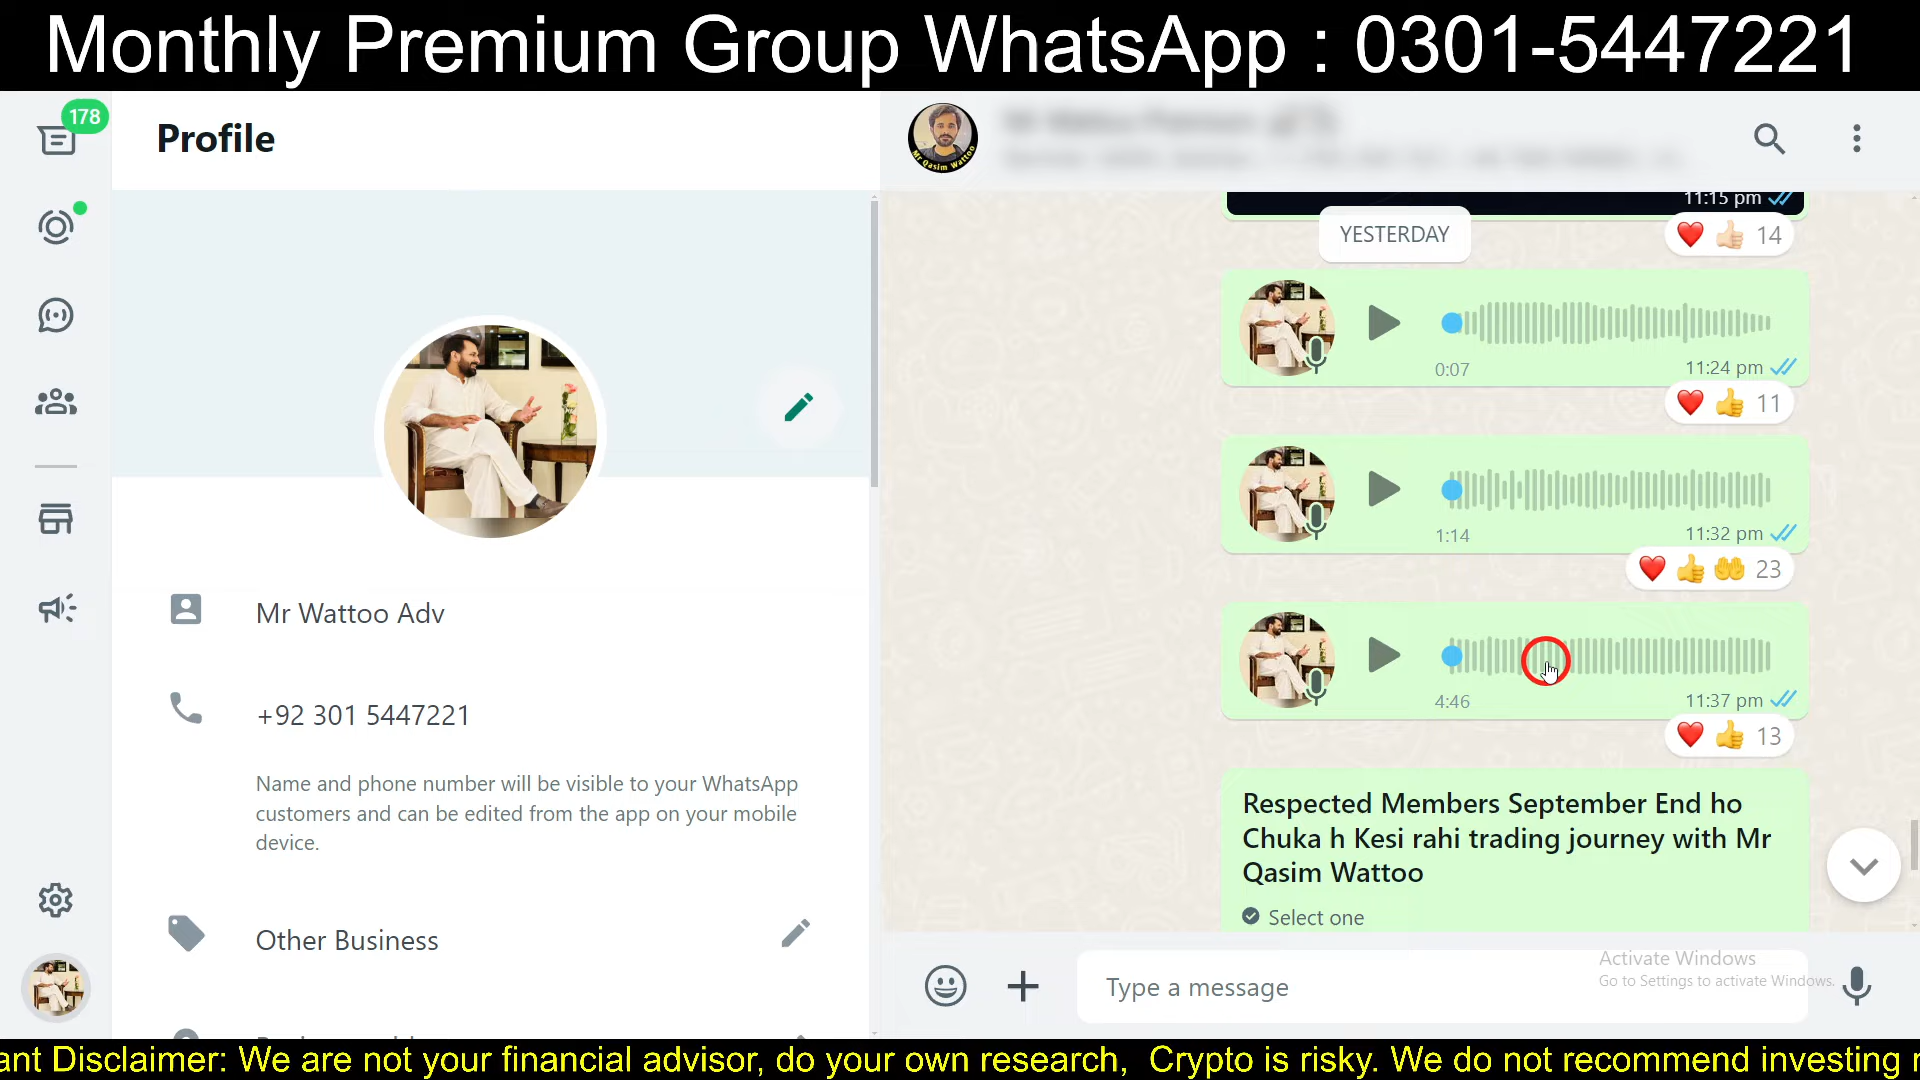 Monthly Premium Group WhatsApp : 0301-5447221
178
Profile
Mr Qasim Wattoo
11:15 pm
14
YESTERDAY
0:07
11:24 pm
11
1:14
11:32 pm
23
4:46
11:37 pm
13
Mr Wattoo Adv
+92 301 5447221
Name and phone number will be visible to your WhatsApp
customers and can be edited from the app on your mobile
device.
Other Business
Respected Members September End ho
Chuka h Kesi rahi trading journey with Mr
Qasim Wattoo
Select one
Type a message
Activate Windows
Go to Settings to activate Windows.
ant Disclaimer: We are not your financial advisor, do your own research, Crypto is risky. We do not recommend investing